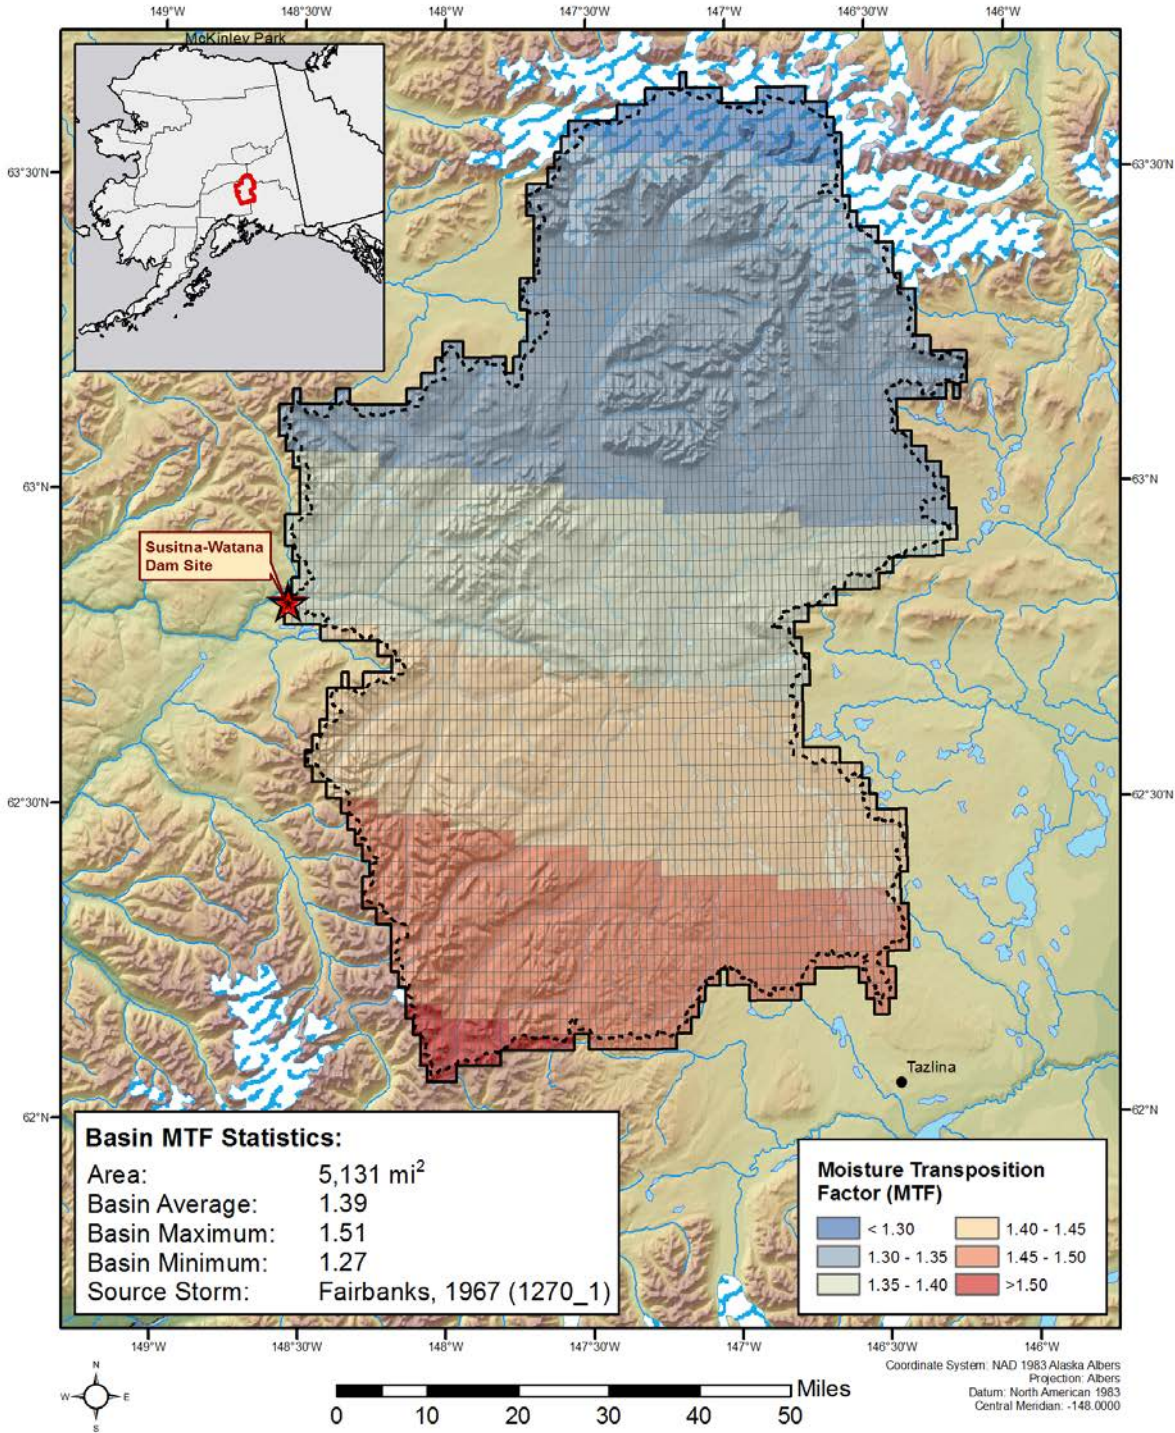 149°W 148°30'W 148°W 147°30'W 147°W 146°30'W 146°W
McKinley Park
63°30'N 63°30'N
63°N 63°N
Susitna-Watana
Dam Site
62°30'N 62°30'N
Tazlina
62°N 62°N
Basin MTF Statistics:
Area: 5,131 mi²
Basin Average: 1.39
Basin Maximum: 1.51
Basin Minimum: 1.27
Source Storm: Fairbanks, 1967 (1270_1)
Moisture Transposition
Factor (MTF)
< 1.30 1.40 - 1.45
1.30 - 1.35 1.45 - 1.50
1.35 - 1.40 >1.50
149°W 148°30'W 148°W 147°30'W 147°W 146°30'W 146°W
N
W E
S
Miles
0 10 20 30 40 50
Coordinate System: NAD 1983 Alaska Albers
Projection: Albers
Datum: North American 1983
Central Meridian: -148.0000